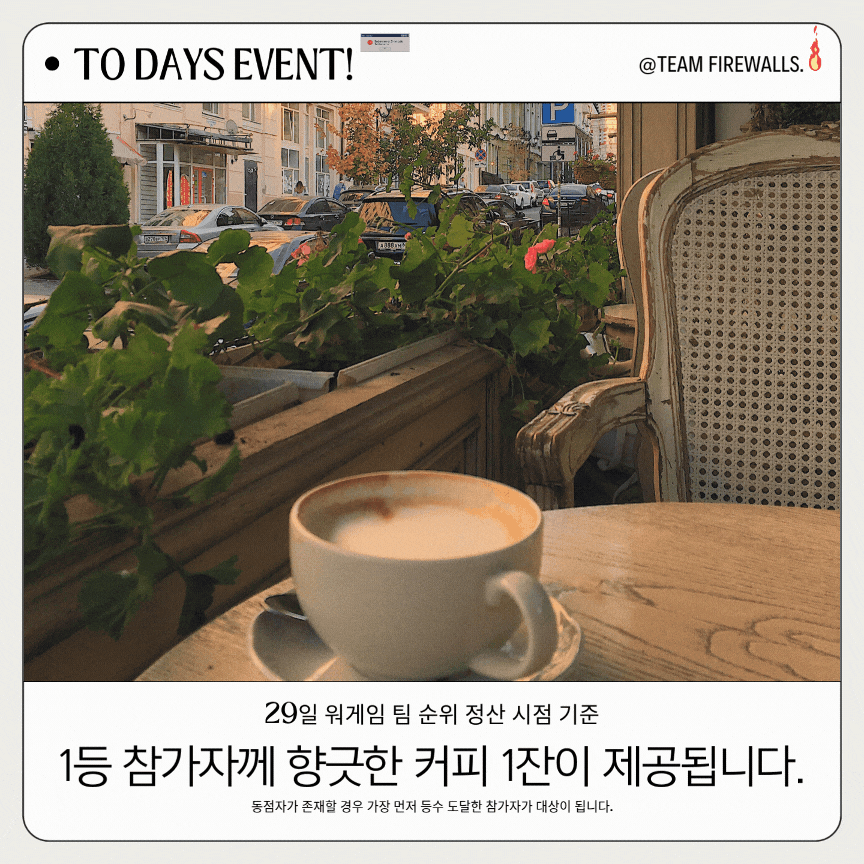 • TO DAYS EVENT!
@TEAM FIREWALLS.
P
29일 워게임 팀 순위 정산 시점 기준
1등 참가자께 향긋한 커피 1잔이 제공됩니다.
동점자가 존재할 경우 가장 먼저 등수 도달한 참가자가 대상이 됩니다.